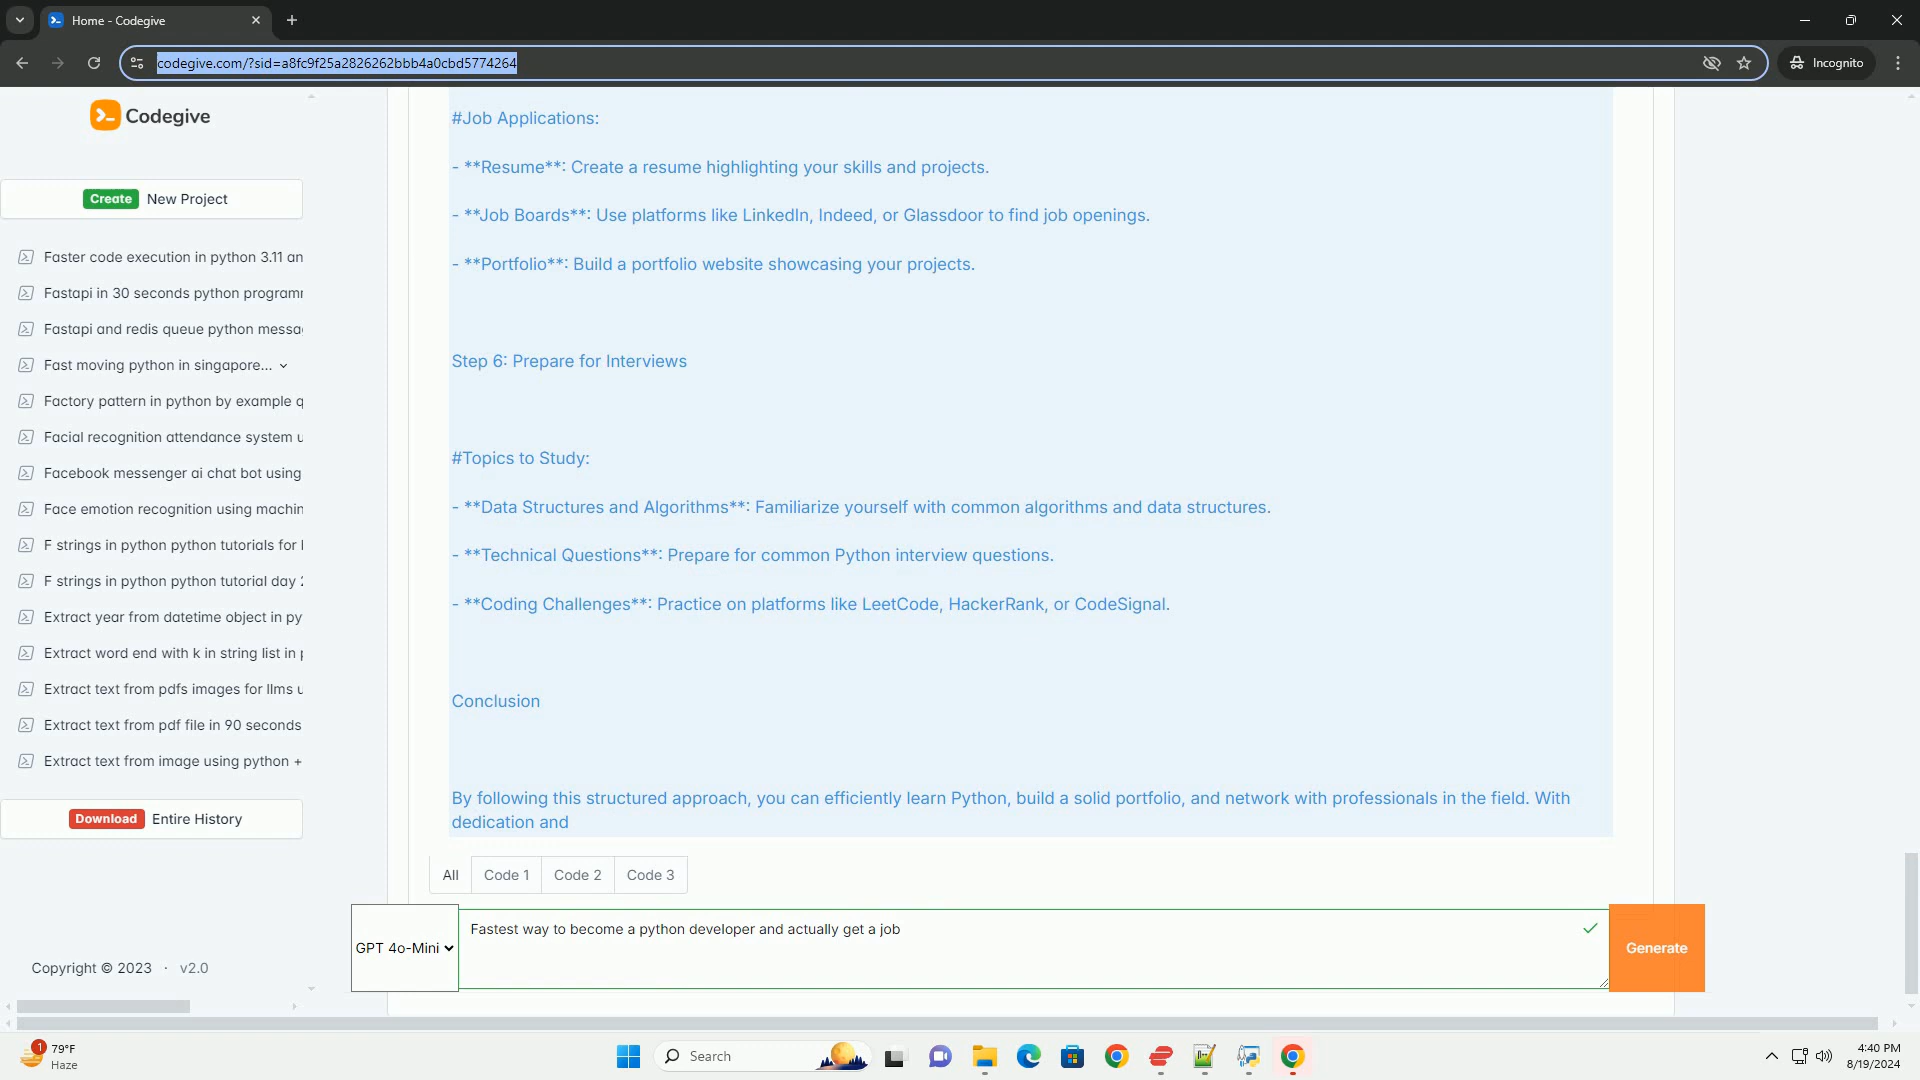 Home - Codegive
codegive.com/?sid=a8fc9f25a2826262bbb4a0cbd5774264
Incognito
Codegive
Create New Project
Faster code execution in python 3.11 an
Fastapi in 30 seconds python program
Fastapi and redis queue python messa
Fast moving python in singapore...
Factory pattern in python by example q
Facial recognition attendance system u
Facebook messenger ai chat bot using
Face emotion recognition using machin
F strings in python python tutorials for
F strings in python python tutorial day 2
Extract year from datetime object in py
Extract word end with k in string list in p
Extract text from pdfs images for llms u
Extract text from pdf file in 90 seconds
Extract text from image using python +
Download Entire History
Copyright © 2023 · v2.0
#Job Applications:
- **Resume**: Create a resume highlighting your skills and projects.
- **Job Boards**: Use platforms like LinkedIn, Indeed, or Glassdoor to find job openings.
- **Portfolio**: Build a portfolio website showcasing your projects.
Step 6: Prepare for Interviews
#Topics to Study:
- **Data Structures and Algorithms**: Familiarize yourself with common algorithms and data structures.
- **Technical Questions**: Prepare for common Python interview questions.
- **Coding Challenges**: Practice on platforms like LeetCode, HackerRank, or CodeSignal.
Conclusion
By following this structured approach, you can efficiently learn Python, build a solid portfolio, and network with professionals in the field. With
dedication and
All Code 1 Code 2 Code 3
GPT 4o-Mini
Fastest way to become a python developer and actually get a job
Generate
1
79°F
Haze
Search
4:40 PM
8/19/2024